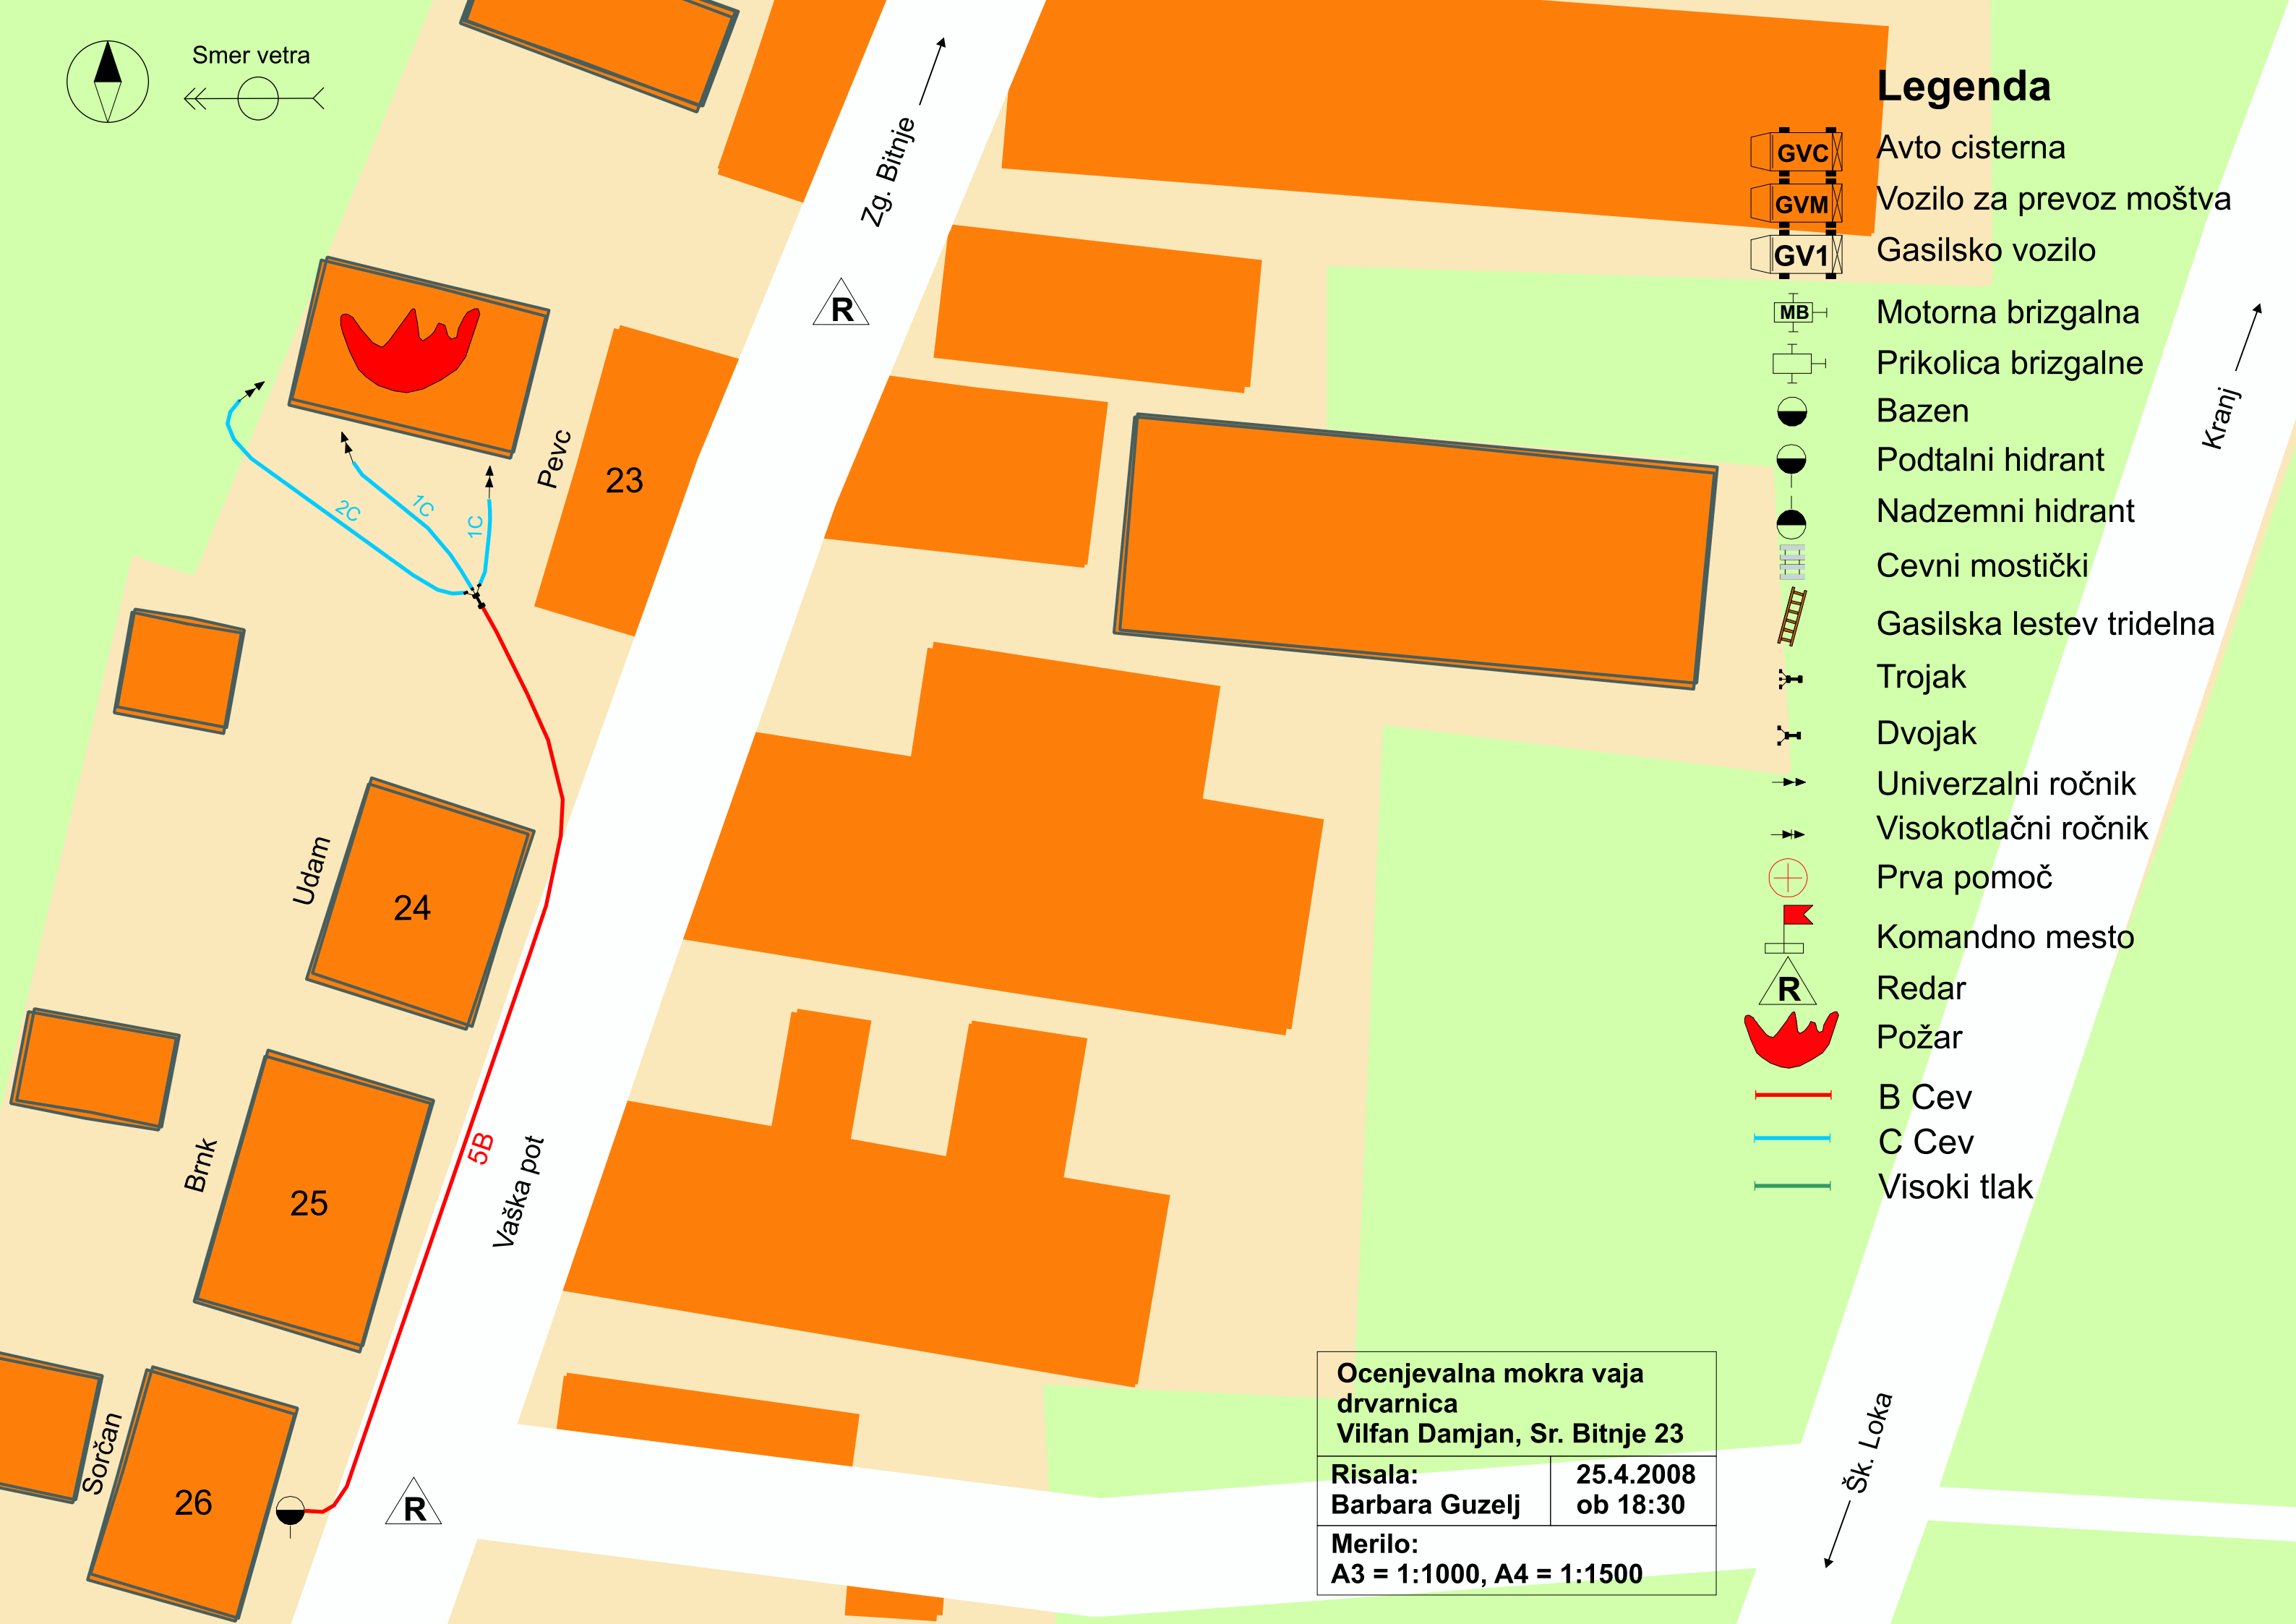 Smer vetra
Zg. Bitnje
R
Pevc
23
2C
1C
1C
Udam
24
Brnk
25
5B
Vaška pot
Sorčan
26
R
Kranj
Šk. Loka
Legenda
GVC Avto cisterna
GVM Vozilo za prevoz moštva
GV1 Gasilsko vozilo
MB Motorna brizgalna
Prikolica brizgalne
Bazen
Podtalni hidrant
Nadzemni hidrant
Cevni mostički
Gasilska lestev tridelna
Trojak
Dvojak
Univerzalni ročnik
Visokotlačni ročnik
Prva pomoč
Komandno mesto
R Redar
Požar
B Cev
C Cev
Visoki tlak
Ocenjevalna mokra vaja
drvarnica
Vilfan Damjan, Sr. Bitnje 23
Risala:
Barbara Guzelj
25.4.2008
ob 18:30
Merilo:
A3 = 1:1000, A4 = 1:1500